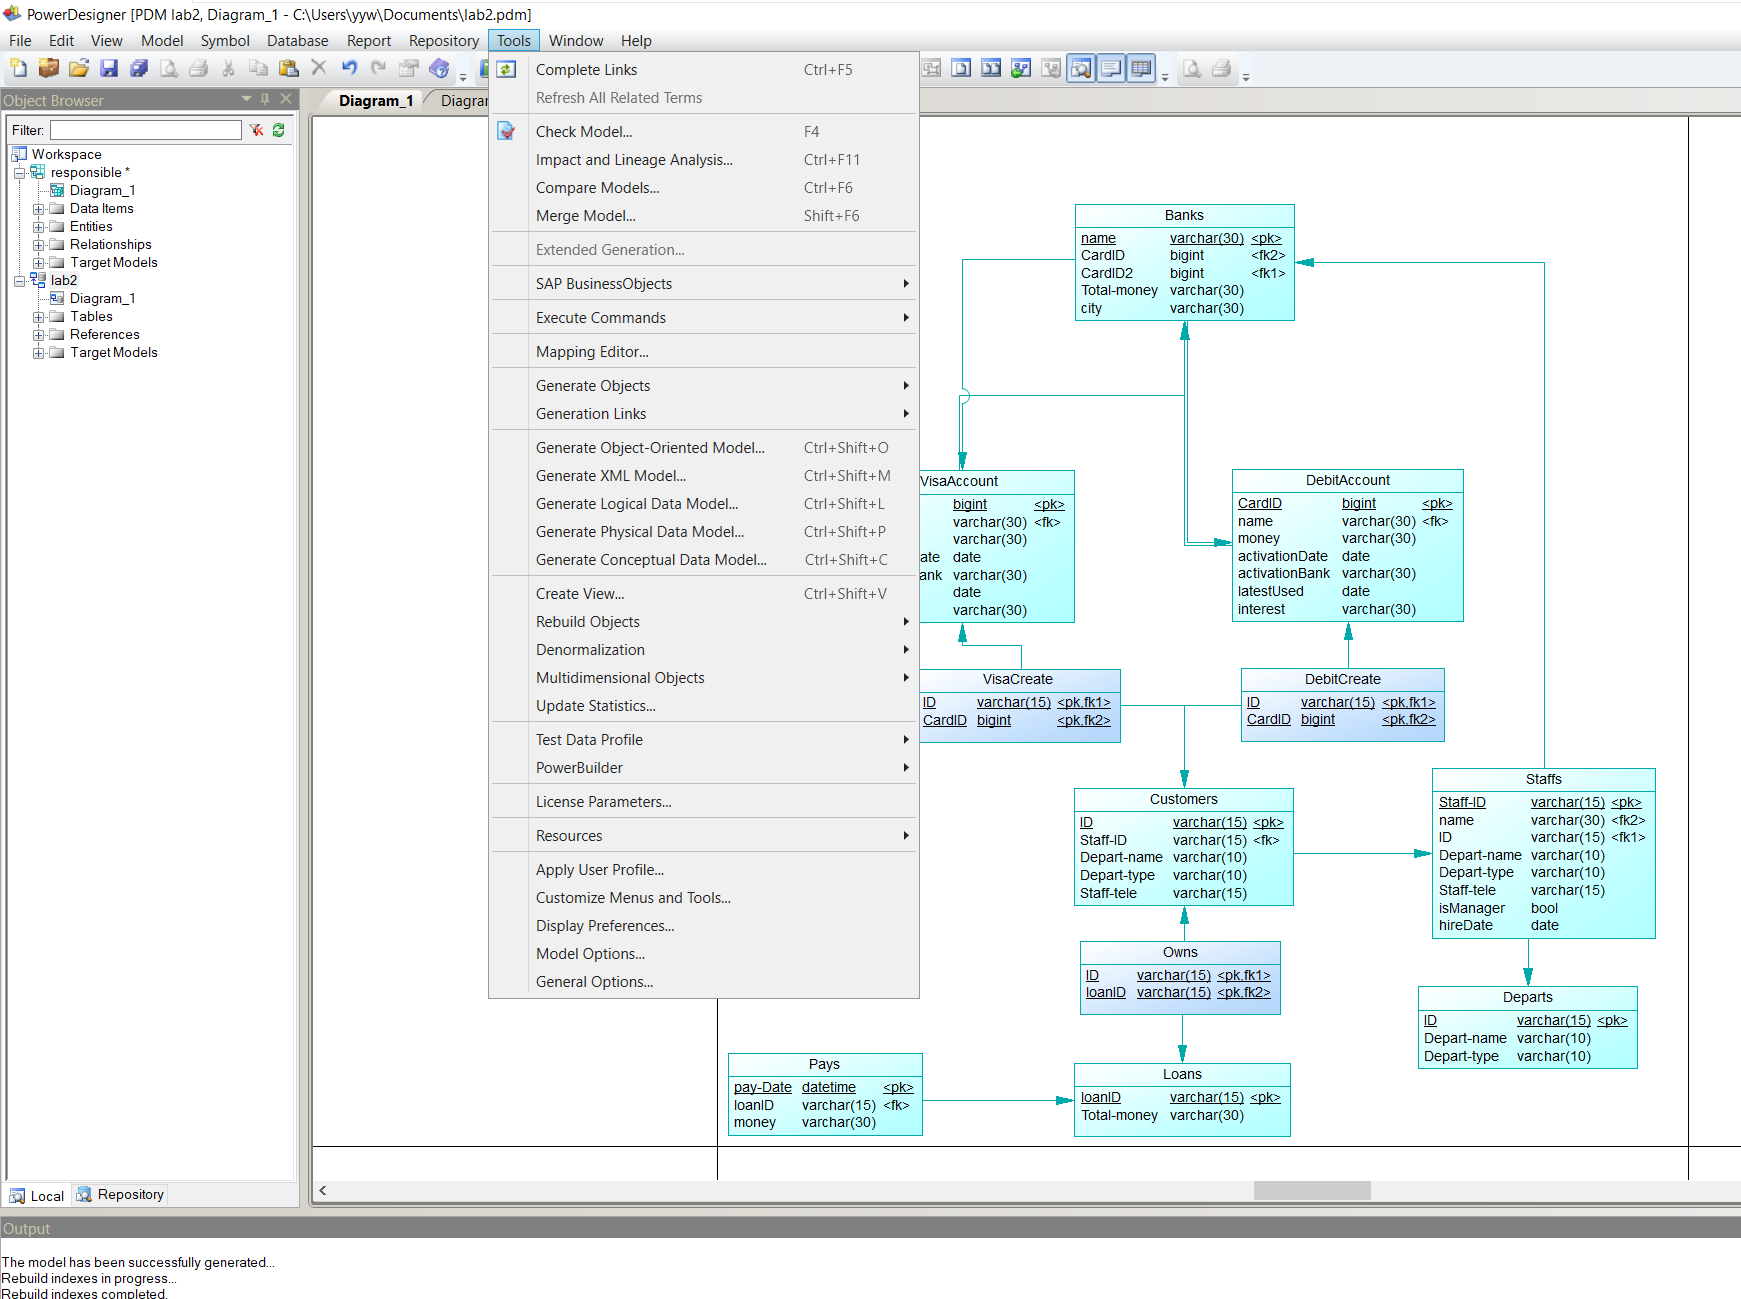 PowerDesigner [PDM lab2, Diagram_1 - C:\Users\yyw\Documents\lab2.pdm]
File Edit View Model Symbol Database Report Repository Tools Window Help
Object Browser
Filter:
Workspace
responsible *
Diagram_1
Data Items
Entities
Relationships
Target Models
lab2
Diagram_1
Tables
References
Target Models
Local Repository
Diagram_1 Diagrar
Complete Links Ctrl+F5
Refresh All Related Terms
Check Model... F4
Impact and Lineage Analysis... Ctrl+F11
Compare Models... Ctrl+F6
Merge Model... Shift+F6
Extended Generation...
SAP BusinessObjects
Execute Commands
Mapping Editor...
Generate Objects
Generation Links
Generate Object-Oriented Model... Ctrl+Shift+O
Generate XML Model... Ctrl+Shift+M
Generate Logical Data Model... Ctrl+Shift+L
Generate Physical Data Model... Ctrl+Shift+P
Generate Conceptual Data Model... Ctrl+Shift+C
Create View... Ctrl+Shift+V
Rebuild Objects
Denormalization
Multidimensional Objects
Update Statistics...
Test Data Profile
PowerBuilder
License Parameters...
Resources
Apply User Profile...
Customize Menus and Tools...
Display Preferences...
Model Options...
General Options...
Banks
name varchar(30) <pk>
CardID bigint <fk2>
CardID2 bigint <fk1>
Total-money varchar(30)
city varchar(30)
VisaAccount
bigint <pk>
varchar(30) <fk>
varchar(30)
ate date
ank varchar(30)
date
varchar(30)
DebitAccount
CardID bigint <pk>
name varchar(30) <fk>
money varchar(30)
activationDate date
activationBank varchar(30)
latestUsed date
interest varchar(30)
VisaCreate
ID varchar(15) <pk,fk1>
CardID bigint <pk,fk2>
DebitCreate
ID varchar(15) <pk,fk1>
CardID bigint <pk,fk2>
Customers
ID varchar(15) <pk>
Staff-ID varchar(15) <fk>
Depart-name varchar(10)
Depart-type varchar(10)
Staff-tele varchar(15)
Staffs
Staff-ID varchar(15) <pk>
name varchar(30) <fk2>
ID varchar(15) <fk1>
Depart-name varchar(10)
Depart-type varchar(10)
Staff-tele varchar(15)
isManager bool
hireDate date
Owns
ID varchar(15) <pk,fk1>
loanID varchar(15) <pk,fk2>
Departs
ID varchar(15) <pk>
Depart-name varchar(10)
Depart-type varchar(10)
Pays
pay-Date datetime <pk>
loanID varchar(15) <fk>
money varchar(30)
Loans
loanID varchar(15) <pk>
Total-money varchar(30)
Output
The model has been successfully generated...
Rebuild indexes in progress...
Rebuild indexes completed.